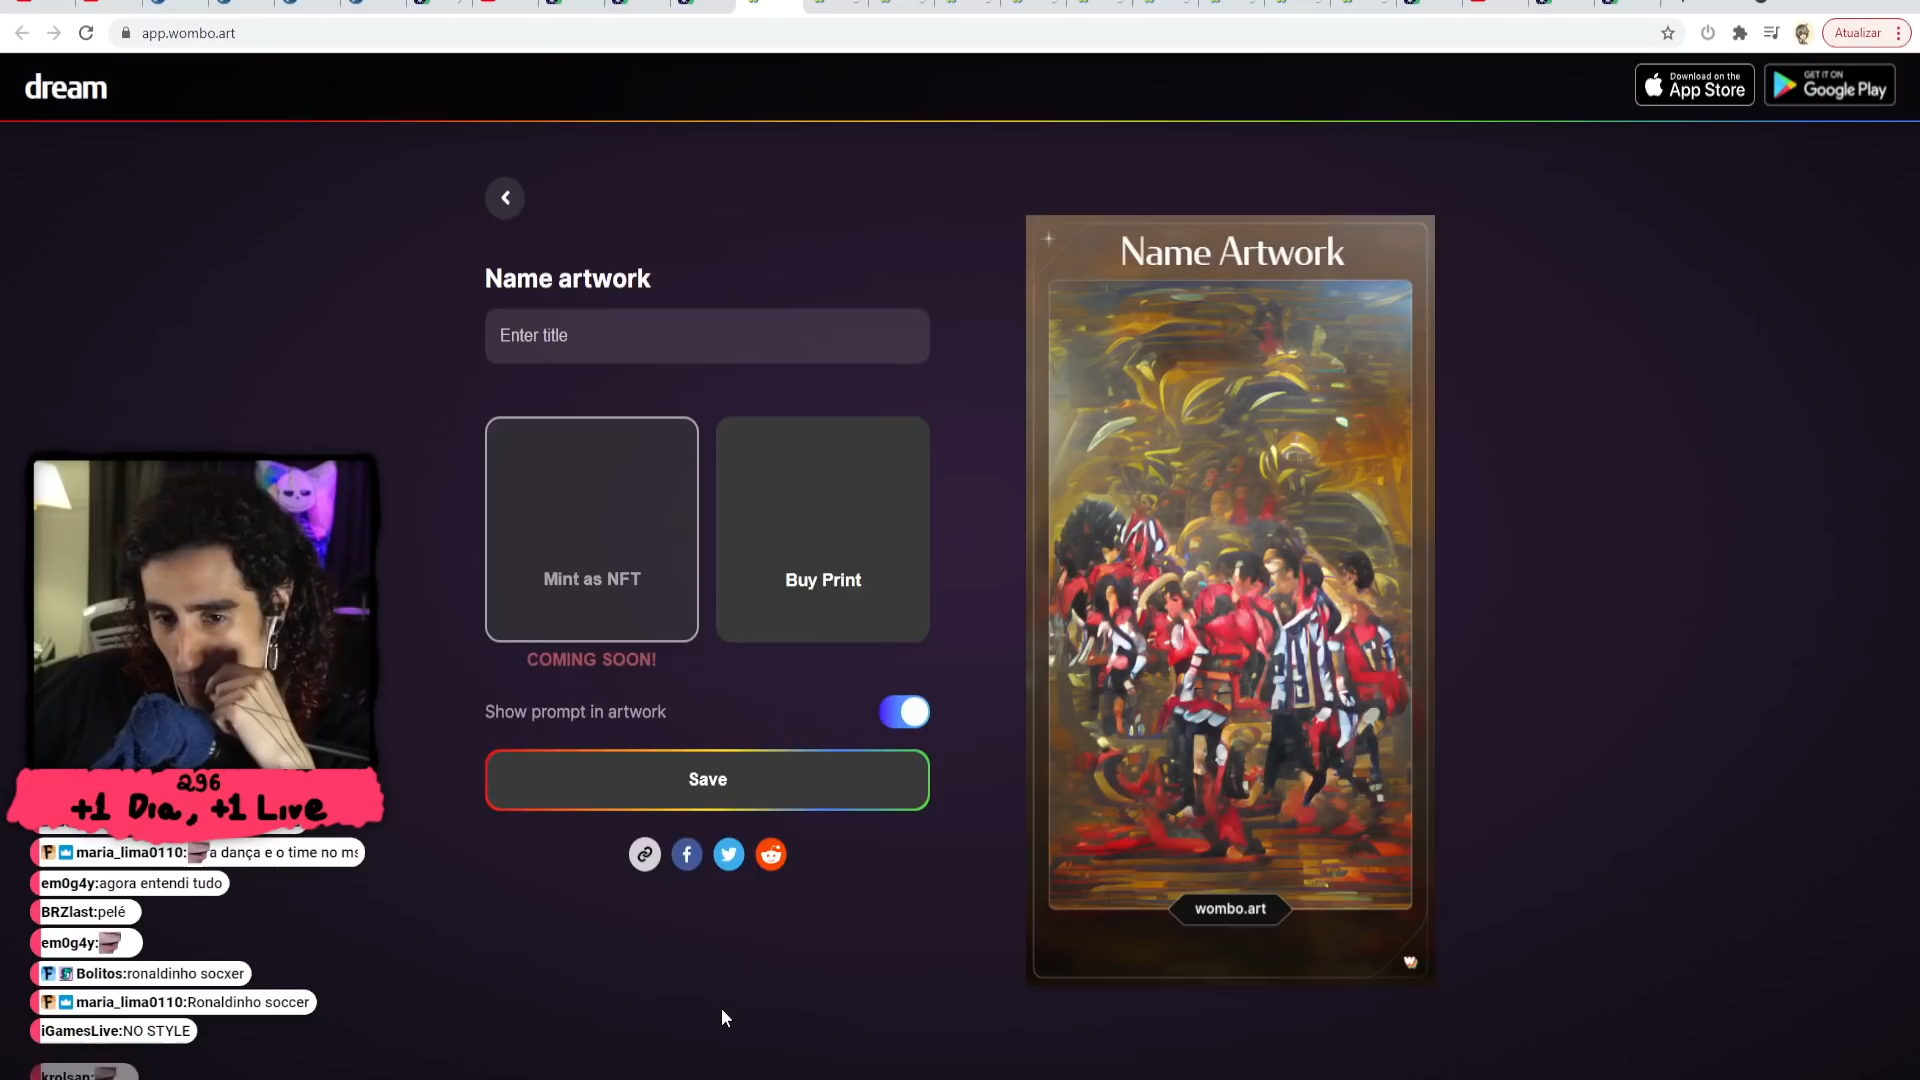 app.wombo.art
Atualizar
dream
Download on the
App Store
GET IT ON
Google Play
Name artwork
Enter title
Mint as NFT
Buy Print
COMING SOON!
Show prompt in artwork
Save
Name Artwork
wombo.art
296
+1 Dia, +1 Live
maria_lima0110: a dança e o time no ms
em0g4y:agora entendi tudo
BRZlast:pelé
em0g4y:
Bolitos:ronaldinho socxer
maria_lima0110:Ronaldinho soccer
iGamesLive:NO STYLE
krolsan: